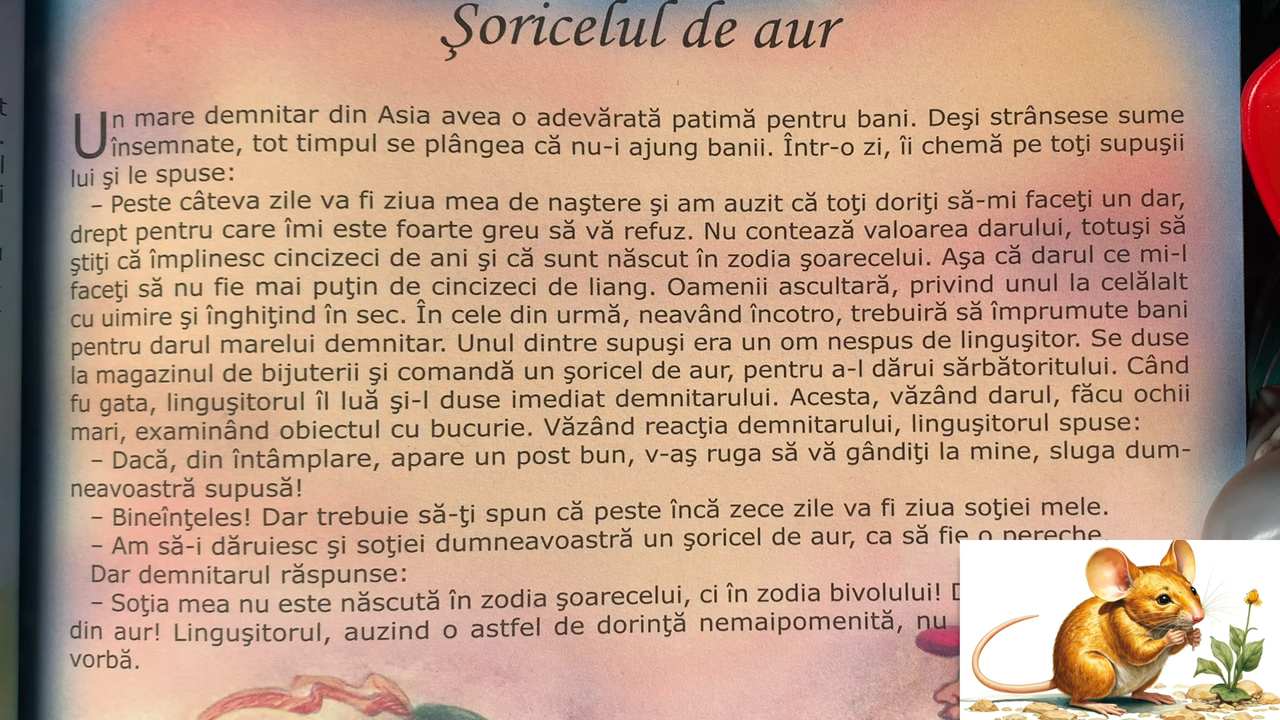 Şoricelul de aur
Un mare demnitar din Asia avea o adevărată patimă pentru bani. Deşi strânsese sume
însemnate, tot timpul se plângea că nu-i ajung banii. Într-o zi, îi chemă pe toţi supuşii
lui şi le spuse:
– Peste câteva zile va fi ziua mea de naştere şi am auzit că toţi doriţi să-mi faceţi un dar,
drept pentru care îmi este foarte greu să vă refuz. Nu contează valoarea darului, totuşi să
ştiţi că împlinesc cincizeci de ani şi că sunt născut în zodia şoarecelui. Aşa că darul ce mi-l
faceţi să nu fie mai puţin de cincizeci de liang. Oamenii ascultară, privind unul la celălalt
cu uimire şi înghiţind în sec. În cele din urmă, neavând încotro, trebuiră să împrumute bani
pentru darul marelui demnitar. Unul dintre supuşi era un om nespus de linguşitor. Se duse
la magazinul de bijuterii şi comandă un şoricel de aur, pentru a-l dărui sărbătoritului. Când
fu gata, linguşitorul îl luă şi-l duse imediat demnitarului. Acesta, văzând darul, făcu ochii
mari, examinând obiectul cu bucurie. Văzând reacţia demnitarului, linguşitorul spuse:
– Dacă, din întâmplare, apare un post bun, v-aş ruga să vă gândiţi la mine, sluga dum-
neavoastră supusă!
– Bineînţeles! Dar trebuie să-ţi spun că peste încă zece zile va fi ziua soţiei mele.
– Am să-i dăruiesc şi soţiei dumneavoastră un şoricel de aur, ca să fie o pereche.
Dar demnitarul răspunse:
– Soţia mea nu este născută în zodia şoarecelui, ci în zodia bivolului!
din aur! Linguşitorul, auzind o astfel de dorinţă nemaipomenită, nu
vorbă.